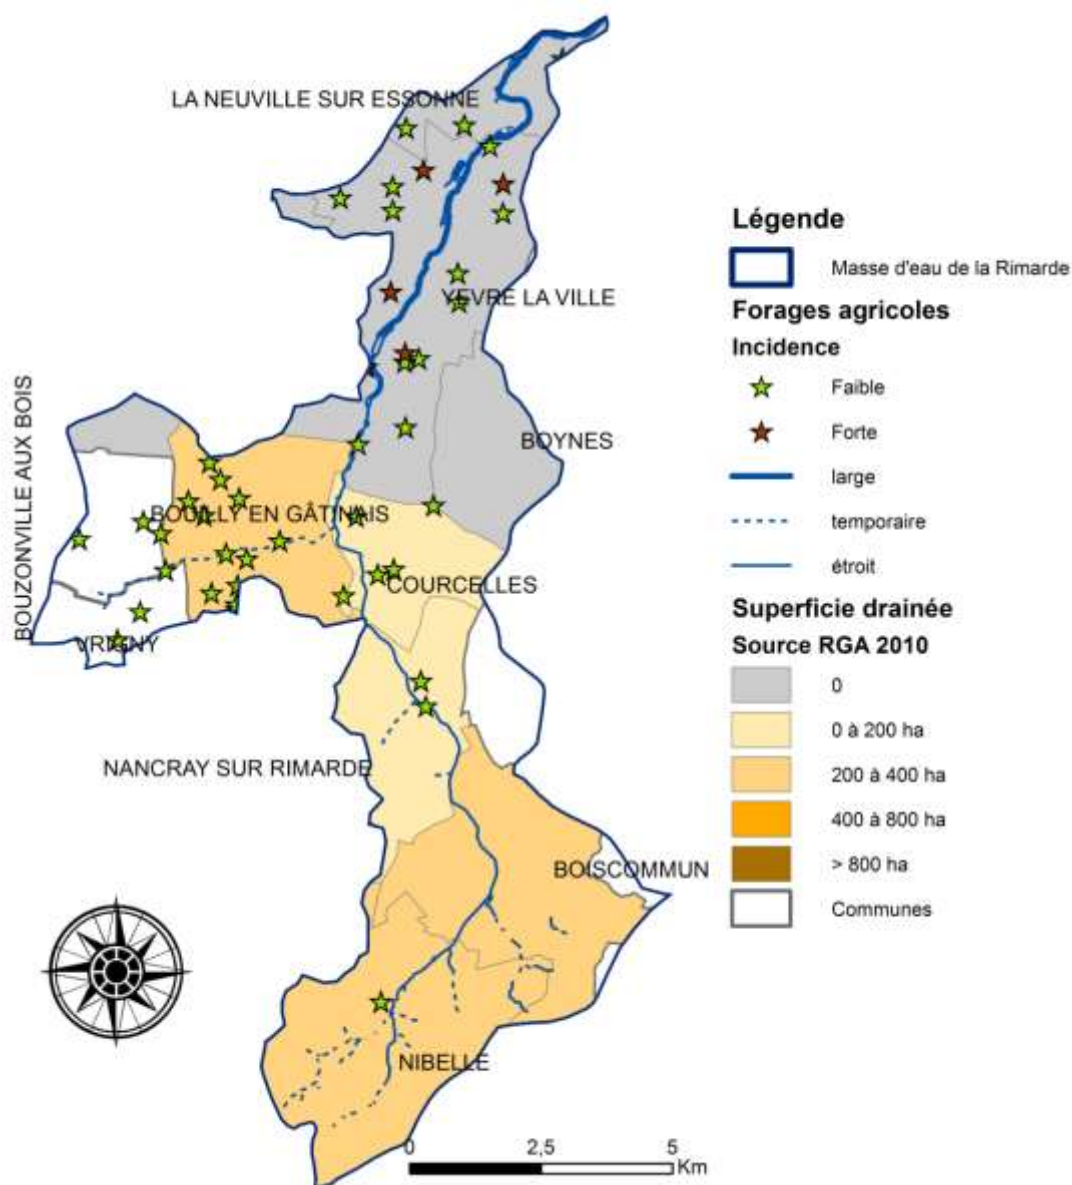 LA NEUVILLE SUR ESSONNE
YEVRE LA VILLE
BOUZONVILLE AUX BOIS
BOYNES
BOUILLY EN GÂTINAIS
COURCELLES
VRIGNY
NANCRAY SUR RIMARDE
BOISCOMMUN
NIBELLE
0 2,5 5
Km
Légende
Masse d'eau de la Rimarde
Forages agricoles
Incidence
Faible
Forte
large
temporaire
étroit
Superficie drainée
Source RGA 2010
0
0 à 200 ha
200 à 400 ha
400 à 800 ha
> 800 ha
Communes